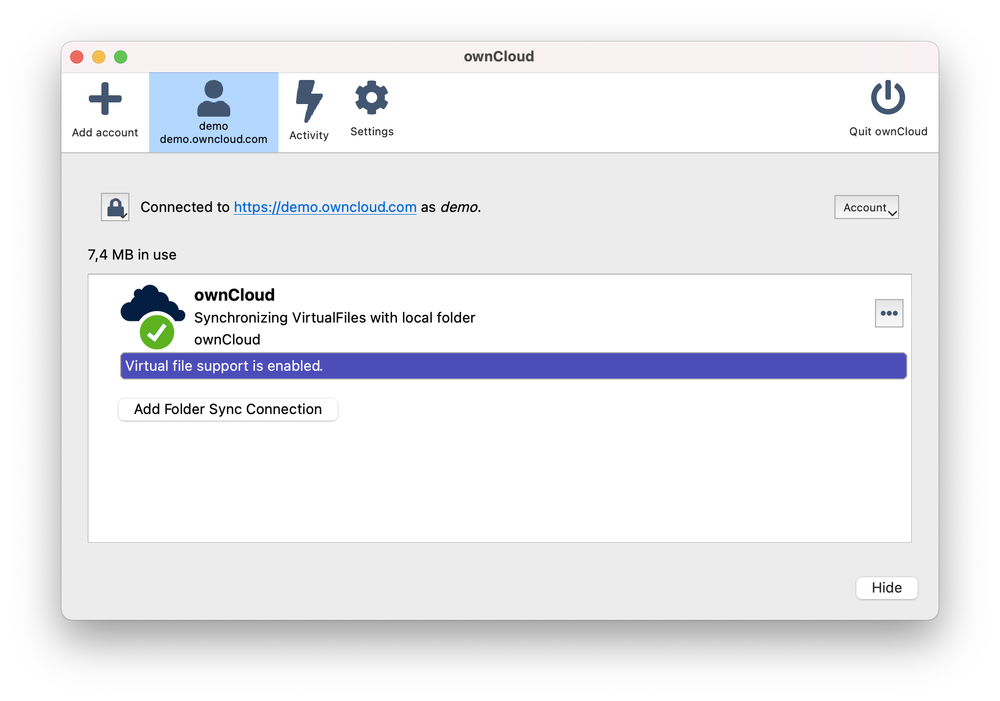 ownCloud
Add account
demo
demo.owncloud.com
Activity
Settings
Quit ownCloud
Connected to https://demo.owncloud.com as demo.
Account
7,4 MB in use
ownCloud
Synchronizing VirtualFiles with local folder
ownCloud
Virtual file support is enabled.
Add Folder Sync Connection
Hide